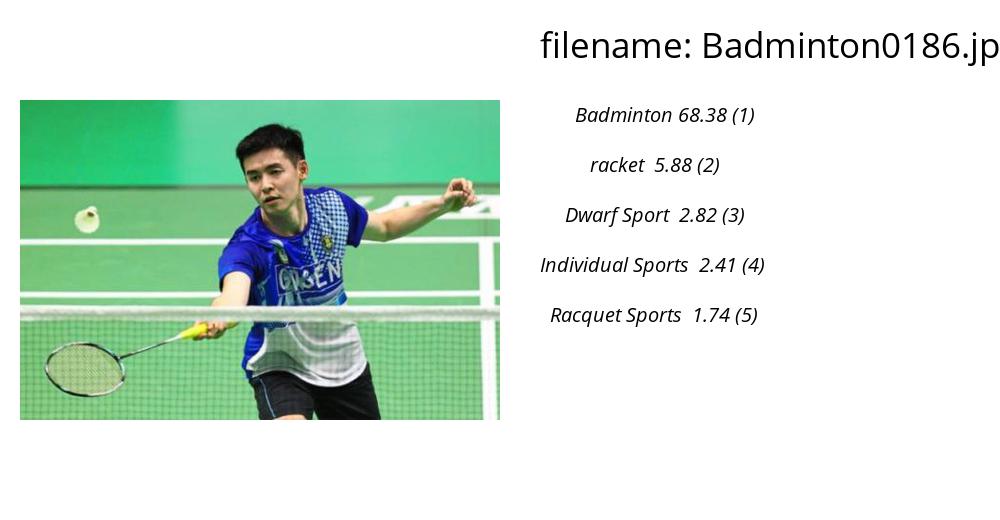 filename: Badminton0186.jp
Badminton 68.38 (1)
racket 5.88 (2)
Dwarf Sport 2.82 (3)
Individual Sports 2.41 (4)
Racquet Sports 1.74 (5)